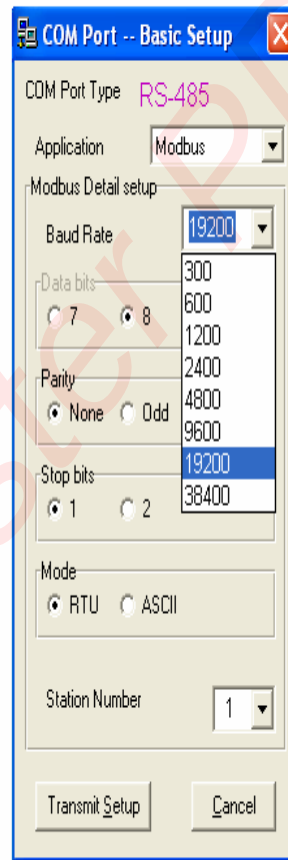 COM Port -- Basic Setup
COM Port Type RS-485
Application Modbus
Modbus Detail setup
Baud Rate 19200
300
600
1200
2400
4800
9600
19200
38400
Data bits
7 8
Parity
None Odd
Stop bits
1 2
Mode
RTU ASCII
Station Number 1
Transmit Setup Cancel